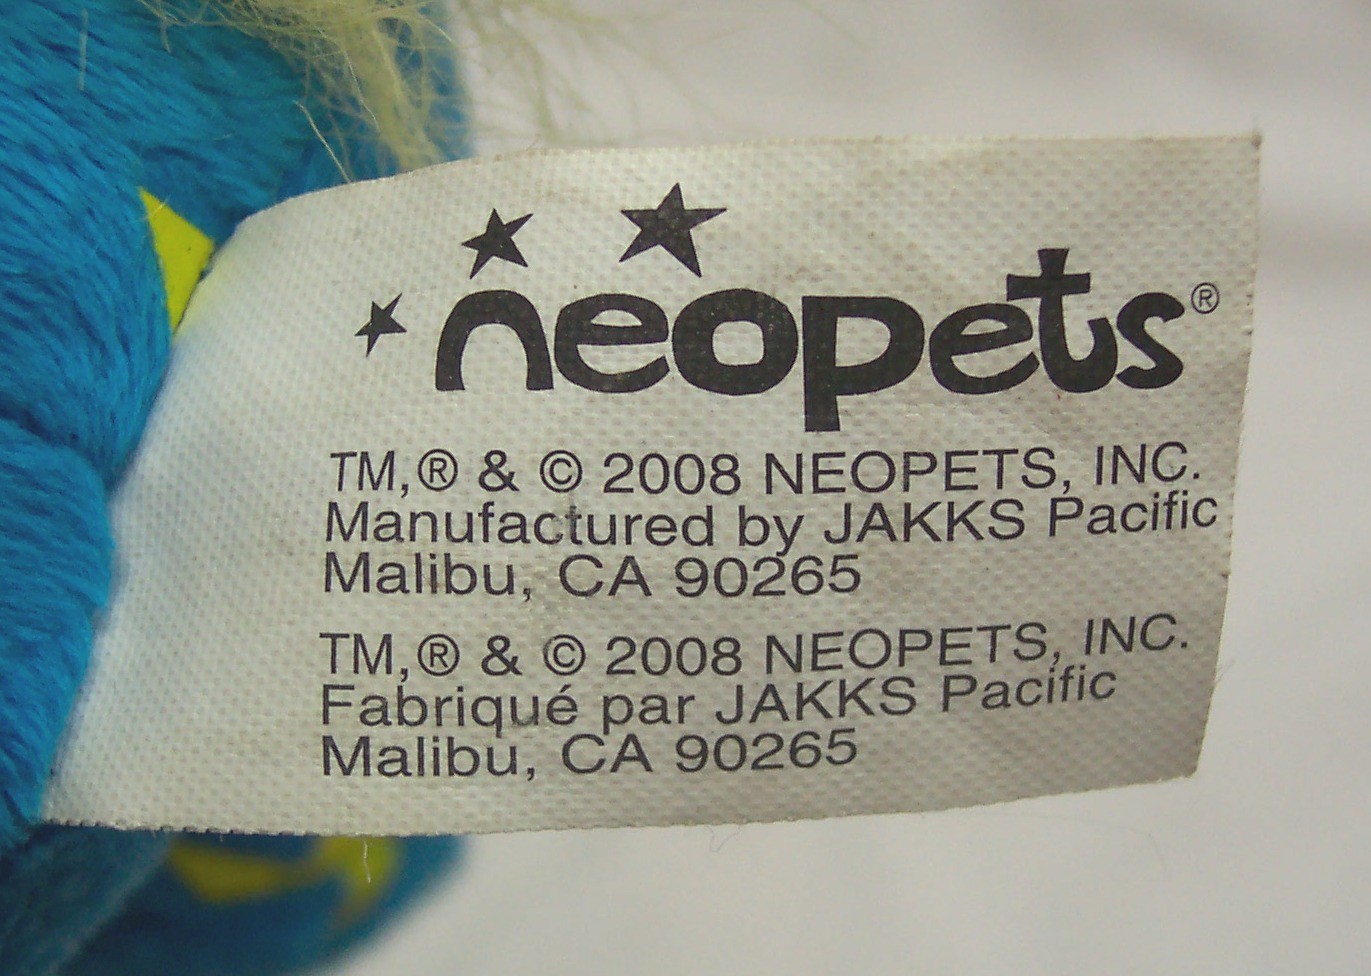 neopets®
TM,® & © 2008 NEOPETS, INC.
Manufactured by JAKKS Pacific
Malibu, CA 90265
TM,® & © 2008 NEOPETS, INC.
Fabriqué par JAKKS Pacific
Malibu, CA 90265